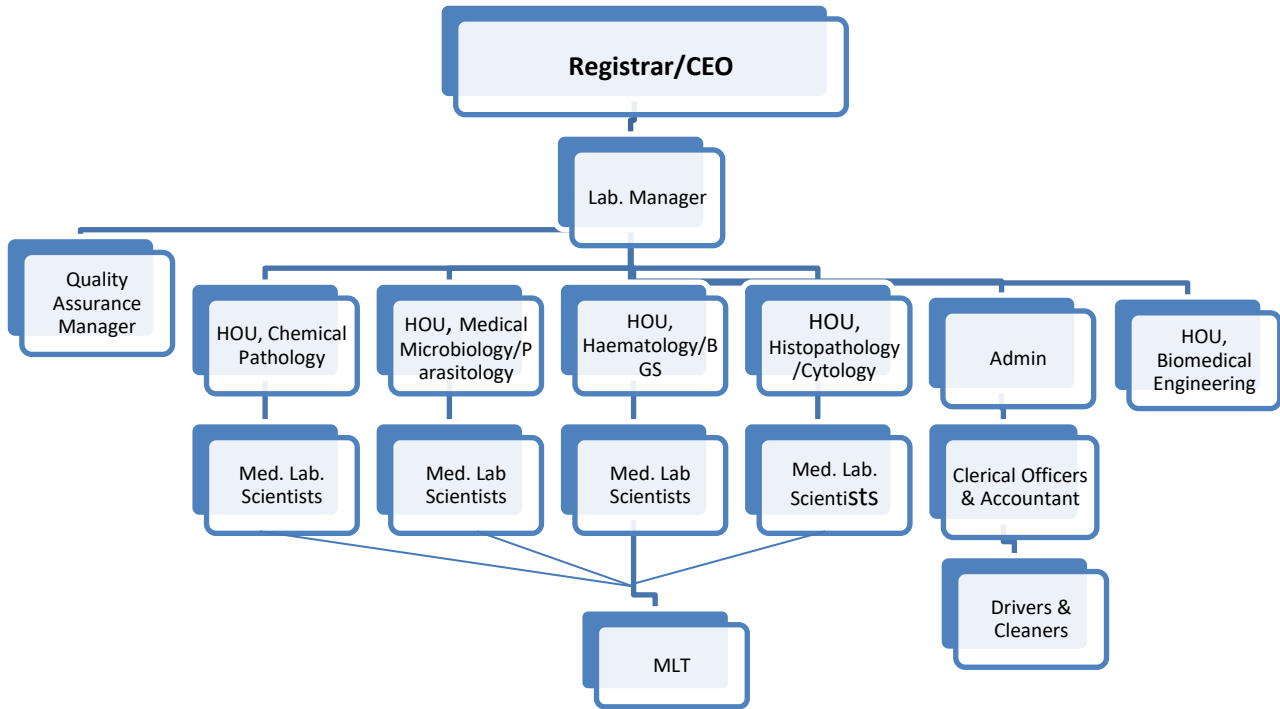 Registrar/CEO
Lab. Manager
Quality
Assurance
Manager
HOU, Chemical
Pathology
HOU, Medical
Microbiology/P
arasitology
HOU,
Haematology/B
GS
HOU,
Histopathology
/Cytology
Admin
HOU,
Biomedical
Engineering
Med. Lab.
Scientists
Med. Lab
Scientists
Med. Lab
Scientists
Med. Lab.
Scientists
Clerical Officers
& Accountant
Drivers &
Cleaners
MLT